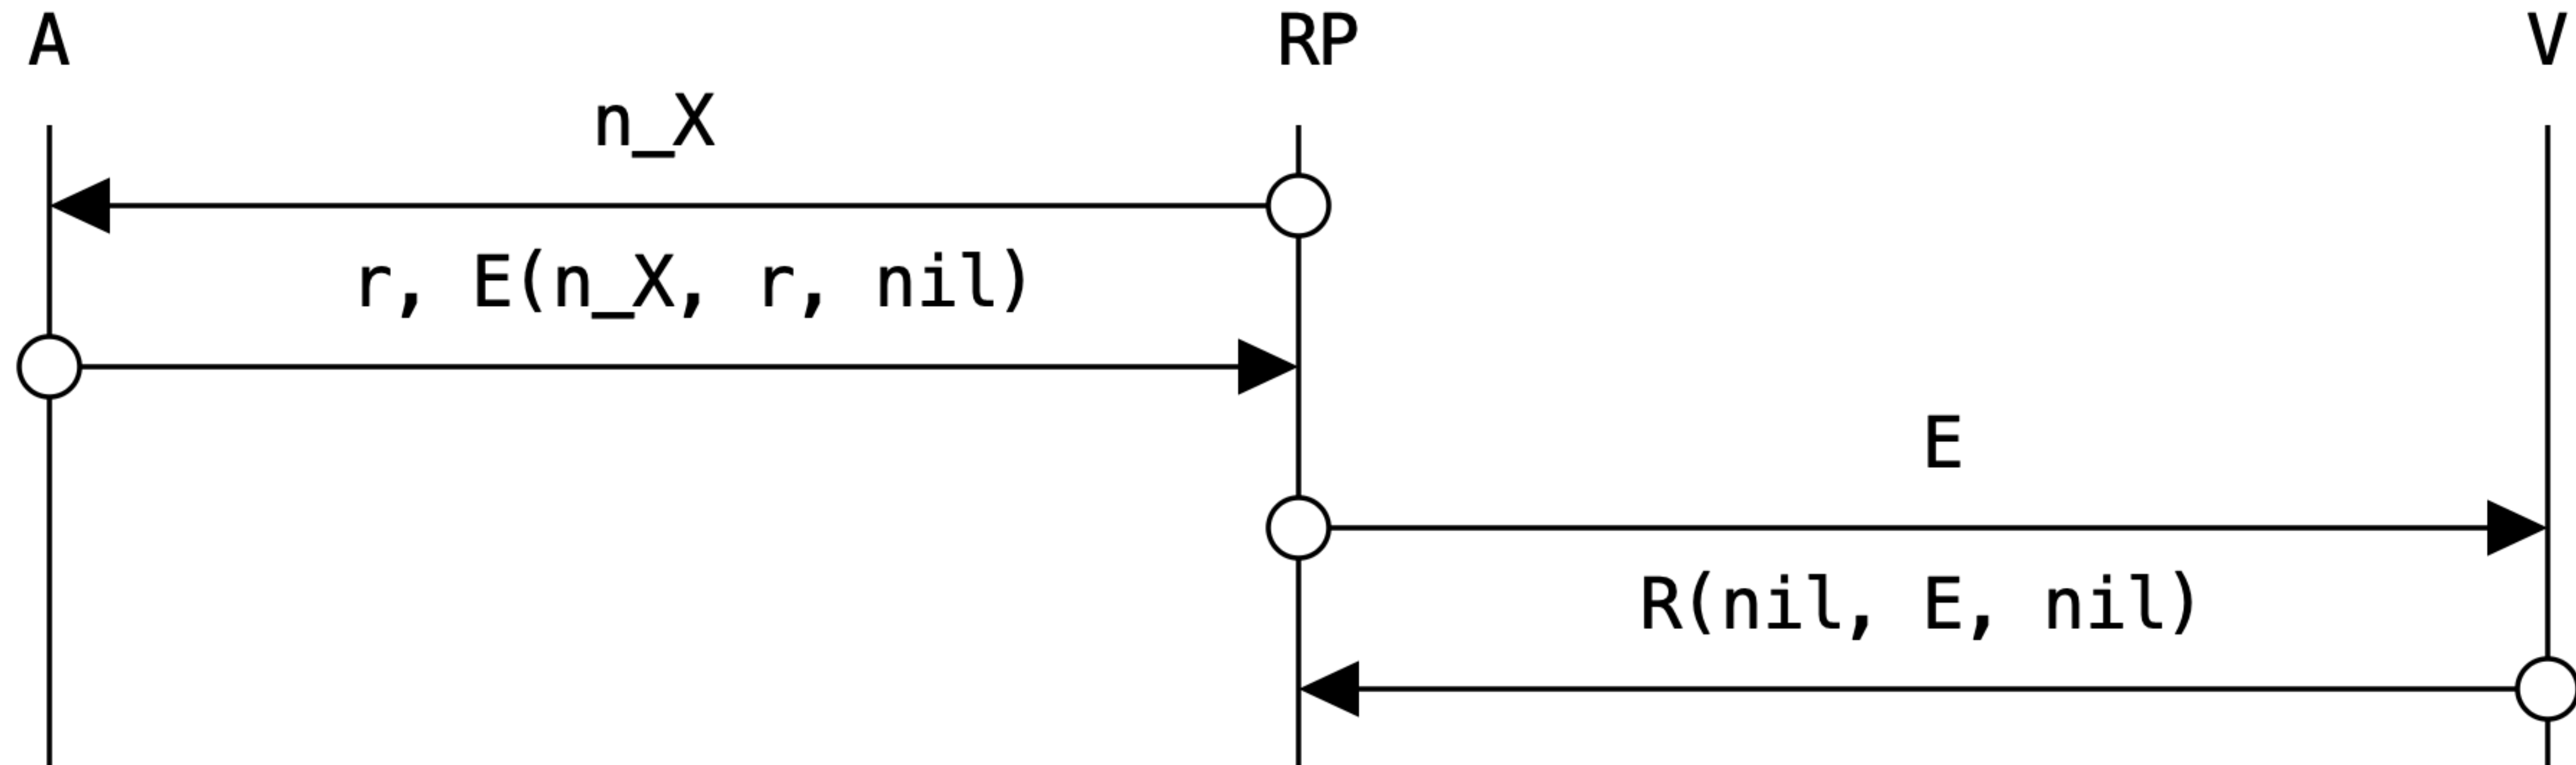 A RP V
n_X
r, E(n_X, r, nil)
E
R(nil, E, nil)